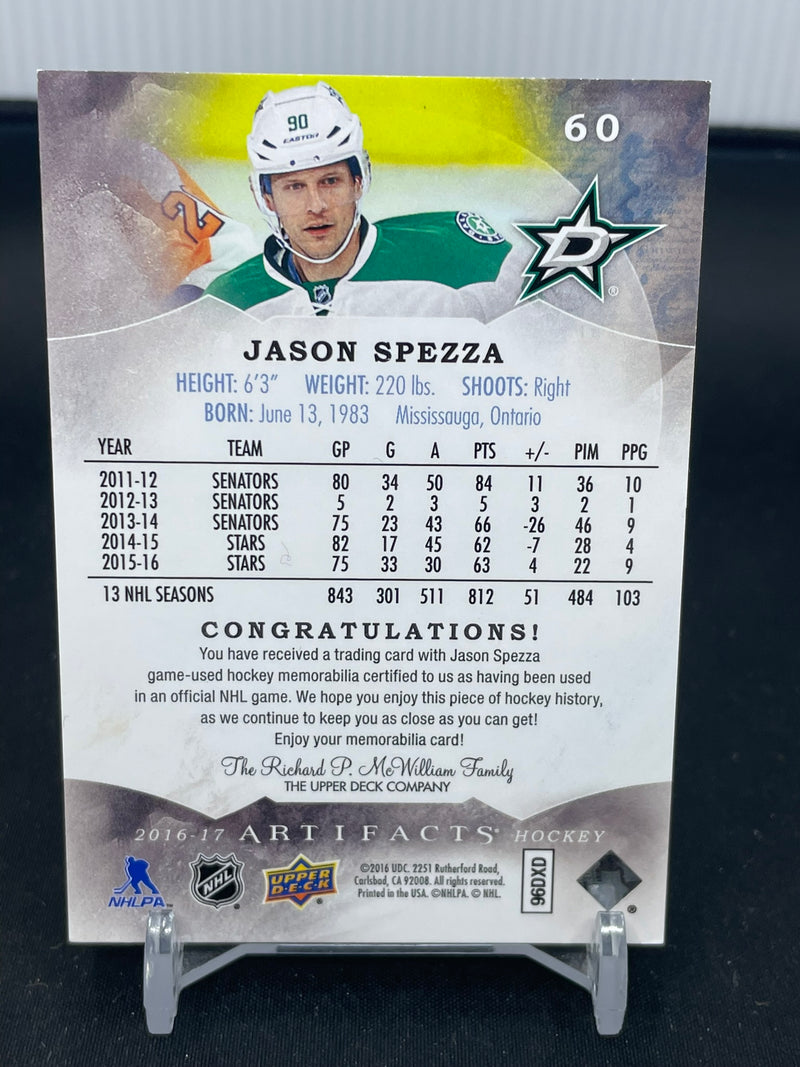 90
EASTON
60
2
D
®
JASON SPEZZA
HEIGHT: 6'3" WEIGHT: 220 lbs. SHOOTS: Right
BORN: June 13, 1983 Mississauga, Ontario
YEAR TEAM GP G A PTS +/- PIM PPG
2011-12 SENATORS 80 34 50 84 11 36 10
2012-13 SENATORS 5 2 3 5 3 2 1
2013-14 SENATORS 75 23 43 66 -26 46 9
2014-15 STARS 82 17 45 62 -7 28 4
2015-16 STARS 75 33 30 63 4 22 9
13 NHL SEASONS 843 301 511 812 51 484 103
CONGRATULATIONS!
You have received a trading card with Jason Spezza
game-used hockey memorabilia certified to us as having been used
in an official NHL game. We hope you enjoy this piece of hockey history,
as we continue to keep you as close as you can get!
Enjoy your memorabilia card!
The Richard P. McWilliam Family
THE UPPER DECK COMPANY
2016-17 ARTIFACTS® HOCKEY
NHLPA™
NHL ®
UPPER DECK ®
©2016 UDC. 2251 Rutherford Road,
Carlsbad, CA 92008. All rights reserved.
Printed in the USA. ©NHLPA. © NHL.
96DXD
®